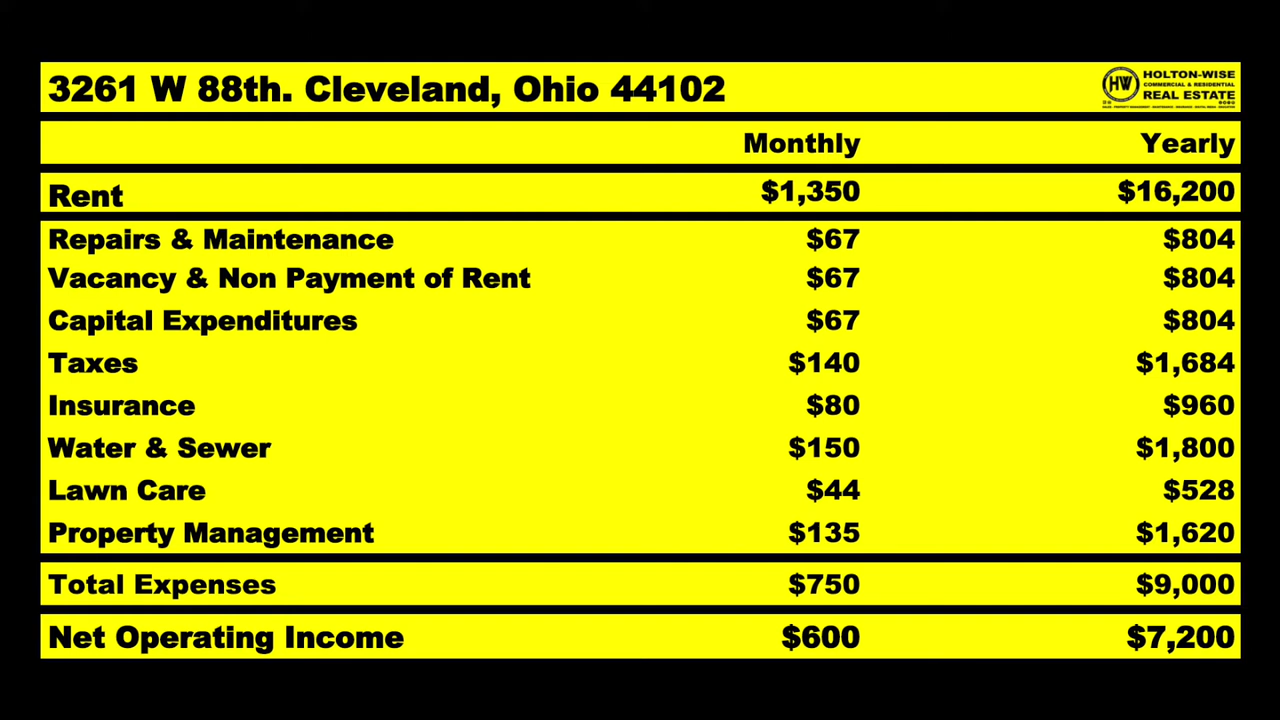 3261 W 88th. Cleveland, Ohio 44102
HW
HOLTON-WISE
COMMERCIAL & RESIDENTIAL
REAL ESTATE
Monthly Yearly
Rent $1,350 $16,200
Repairs & Maintenance $67 $804
Vacancy & Non Payment of Rent $67 $804
Capital Expenditures $67 $804
Taxes $140 $1,684
Insurance $80 $960
Water & Sewer $150 $1,800
Lawn Care $44 $528
Property Management $135 $1,620
Total Expenses $750 $9,000
Net Operating Income $600 $7,200